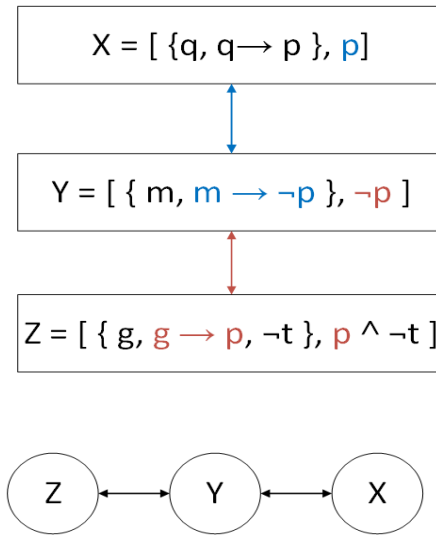 X = [ {q, q→ p }, p]
Y = [ { m, m → ¬p }, ¬p ]
Z = [ { g, g → p, ¬t }, p ^ ¬t ]
Z Y X